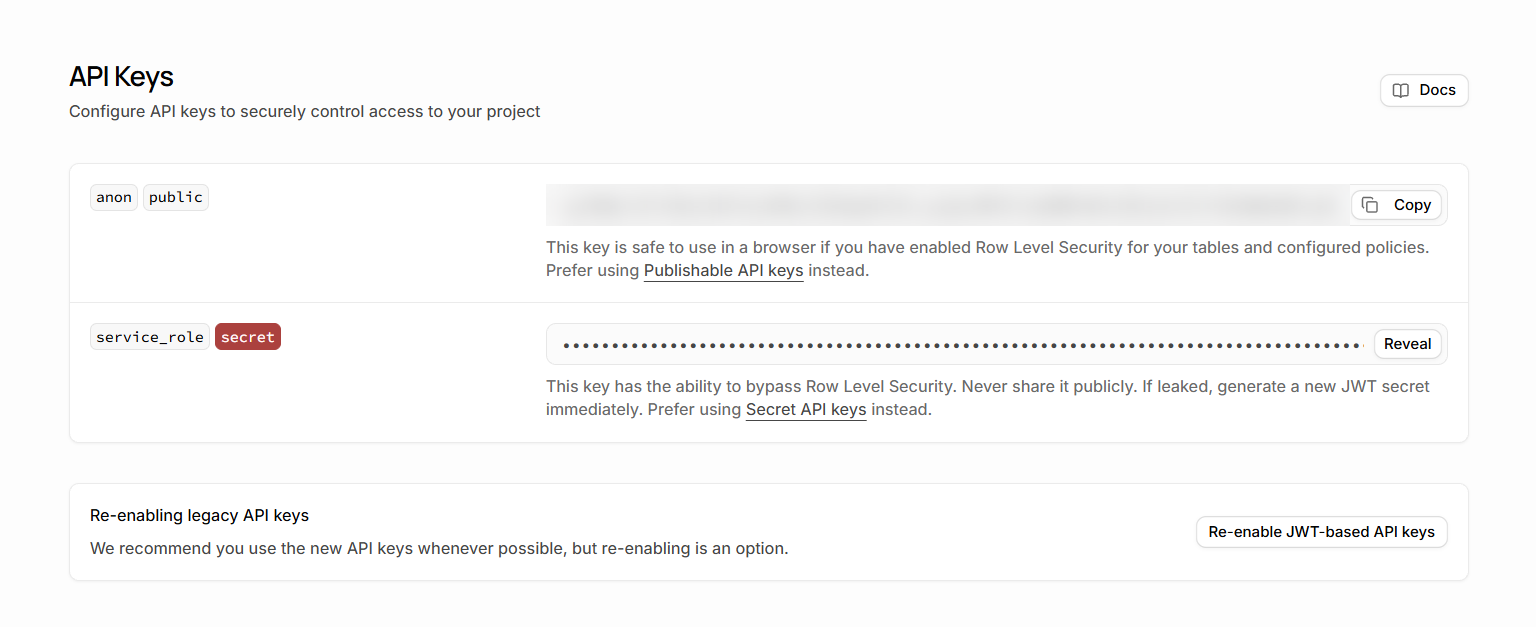 API Keys
Configure API keys to securely control access to your project
Docs
anon public
Copy
This key is safe to use in a browser if you have enabled Row Level Security for your tables and configured policies.
Prefer using Publishable API keys instead.
service_role secret
Reveal
This key has the ability to bypass Row Level Security. Never share it publicly. If leaked, generate a new JWT secret
immediately. Prefer using Secret API keys instead.
Re-enabling legacy API keys
We recommend you use the new API keys whenever possible, but re-enabling is an option.
Re-enable JWT-based API keys